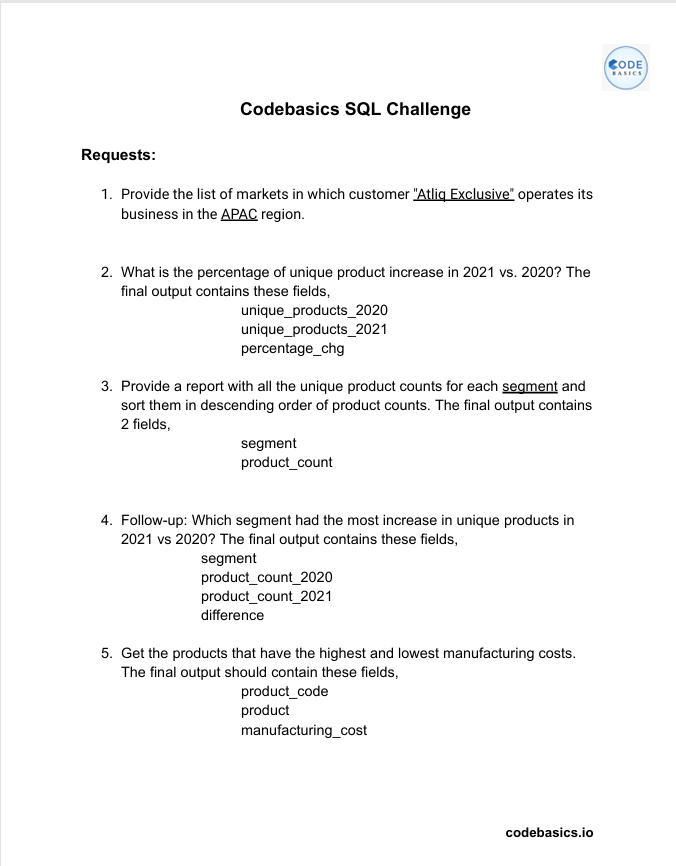 CODE
BASICS
Codebasics SQL Challenge
Requests:
1. Provide the list of markets in which customer "Atliq Exclusive" operates its
business in the APAC region.
2. What is the percentage of unique product increase in 2021 vs. 2020? The
final output contains these fields,
unique_products_2020
unique_products_2021
percentage_chg
3. Provide a report with all the unique product counts for each segment and
sort them in descending order of product counts. The final output contains
2 fields,
segment
product_count
4. Follow-up: Which segment had the most increase in unique products in
2021 vs 2020? The final output contains these fields,
segment
product_count_2020
product_count_2021
difference
5. Get the products that have the highest and lowest manufacturing costs.
The final output should contain these fields,
product_code
product
manufacturing_cost
codebasics.io